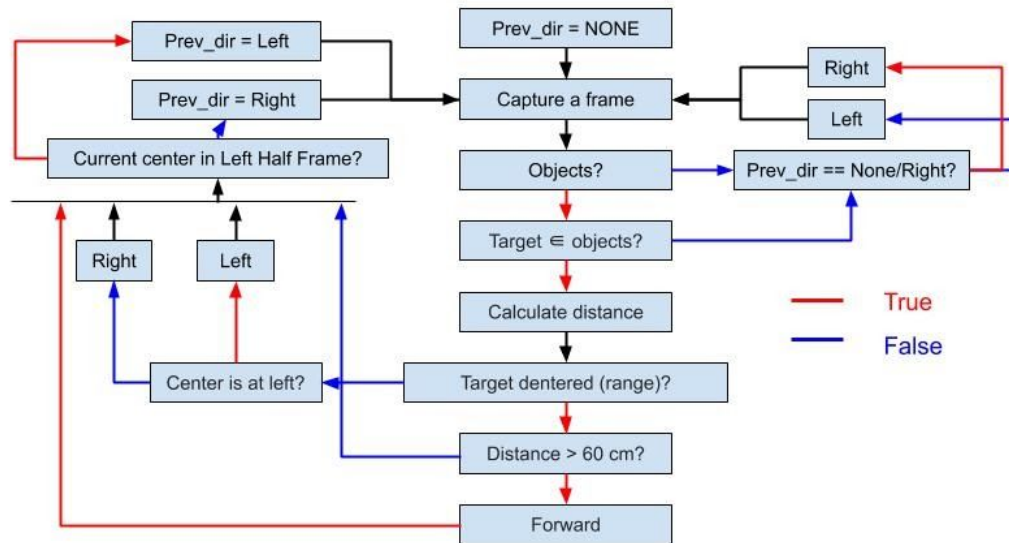 Prev_dir = Left
Prev_dir = NONE
Prev_dir = Right
Capture a frame
Right
Left
Current center in Left Half Frame?
Objects?
Prev_dir == None/Right?
Target ∈ objects?
Right
Left
Calculate distance
True
False
Center is at left?
Target dentered (range)?
Distance > 60 cm?
Forward